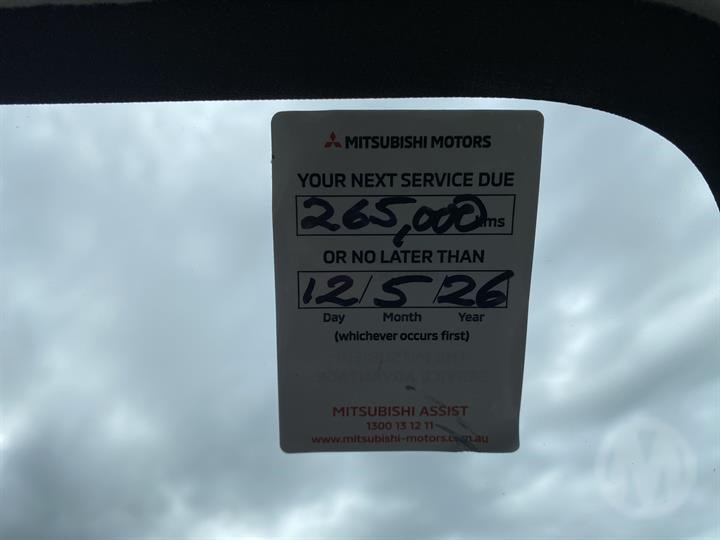 MITSUBISHI MOTORS
YOUR NEXT SERVICE DUE
265,000 kms
OR NO LATER THAN
12/5/26
Day Month Year
(whichever occurs first)
MITSUBISHI ASSIST
1300 13 12 11
www.mitsubishi-motors.com.au
M